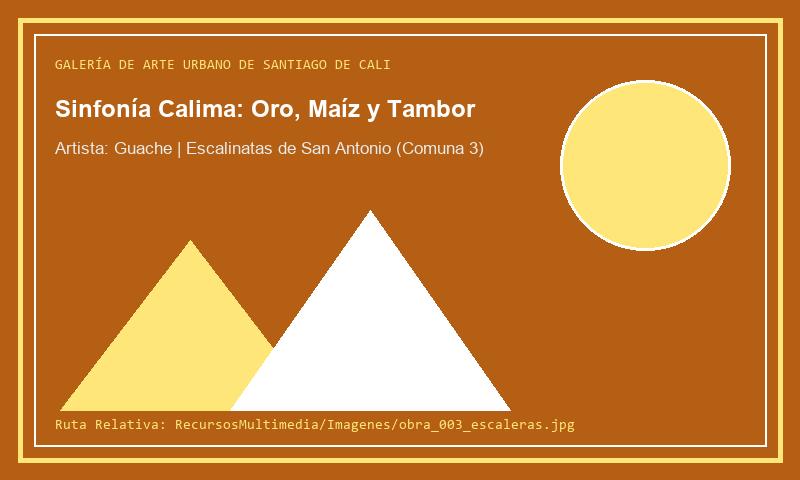 GALERÍA DE ARTE URBANO DE SANTIAGO DE CALI
Sinfonía Calima: Oro, Maíz y Tambor
Artista: Guache | Escalinatas de San Antonio (Comuna 3)
Ruta Relativa: RecursosMultimedia/Imagenes/obra_003_escaleras.jpg